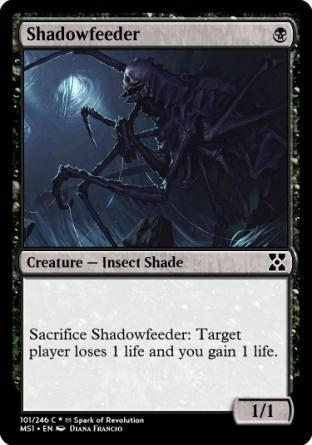 Shadowfeeder
Creature — Insect Shade
Sacrifice Shadowfeeder: Target
player loses 1 life and you gain 1 life.
1/1
101/246 C * Spark of Revolution
MS1 • EN Diana Francio